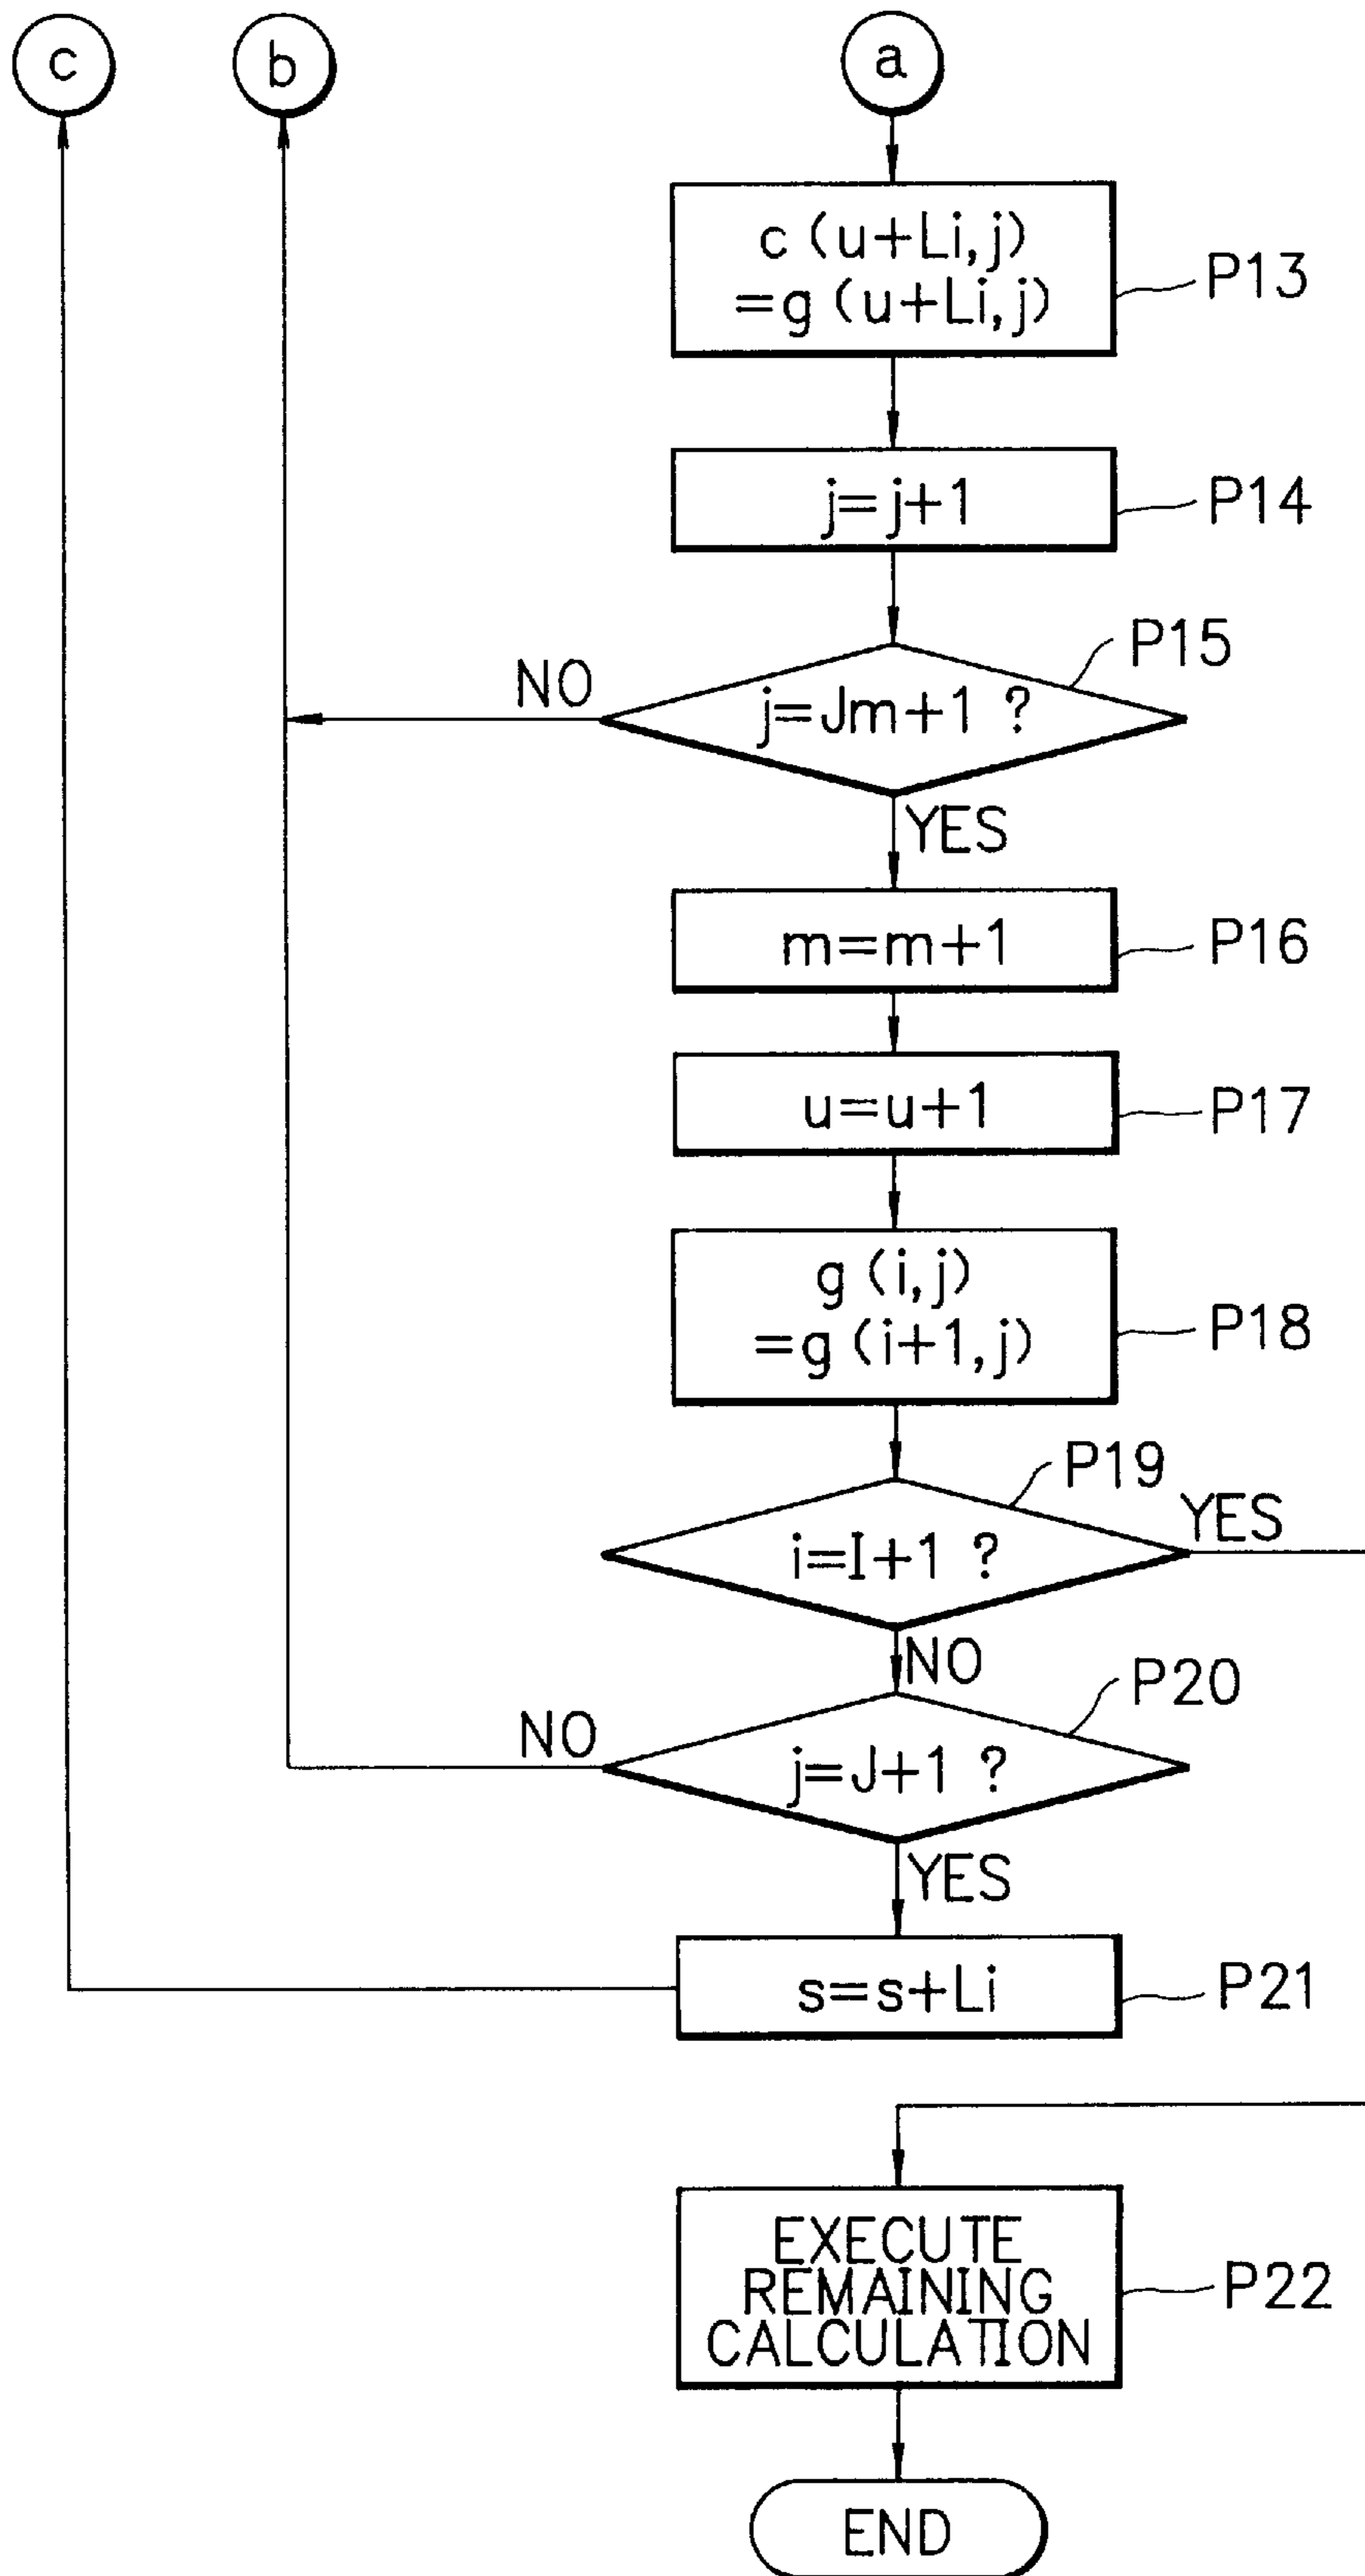 c
b
a
c (u+Li, j)
=g (u+Li, j)
P13
j=j+1
P14
P15
NO
j=Jm+1 ?
YES
m=m+1
P16
u=u+1
P17
g (i, j)
=g (i+1, j)
P18
P19
YES
i=I+1 ?
NO
P20
NO
j=J+1 ?
YES
s=s+Li
P21
EXECUTE
REMAINING
CALCULATION
P22
END